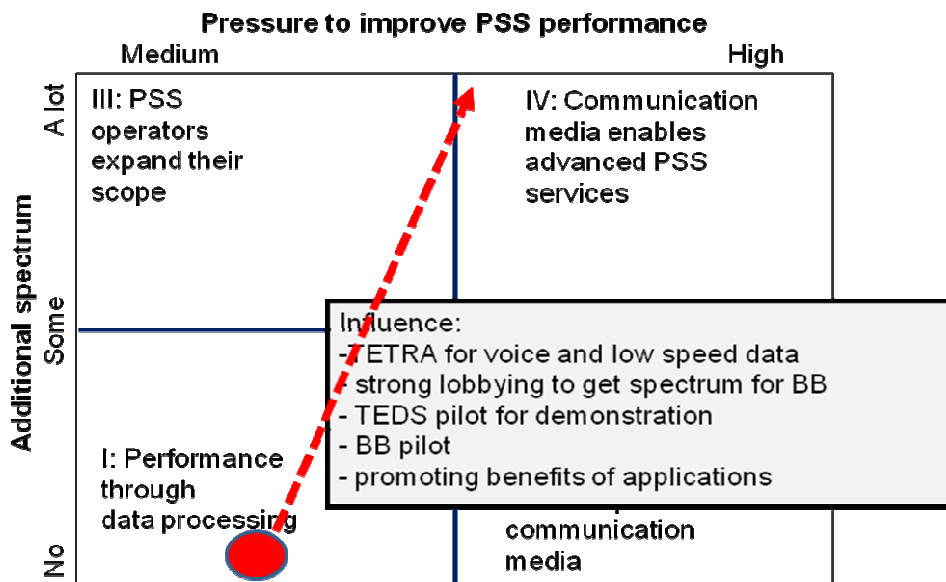 Pressure to improve PSS performance
Medium
High
A lot
Some
No
Additional spectrum
III: PSS
operators
expand their
scope
IV: Communication
media enables
advanced PSS
services
Influence:
-TETRA for voice and low speed data
- strong lobbying to get spectrum for BB
- TEDS pilot for demonstration
- BB pilot
- promoting benefits of applications
I: Performance
through
data processing
communication
media